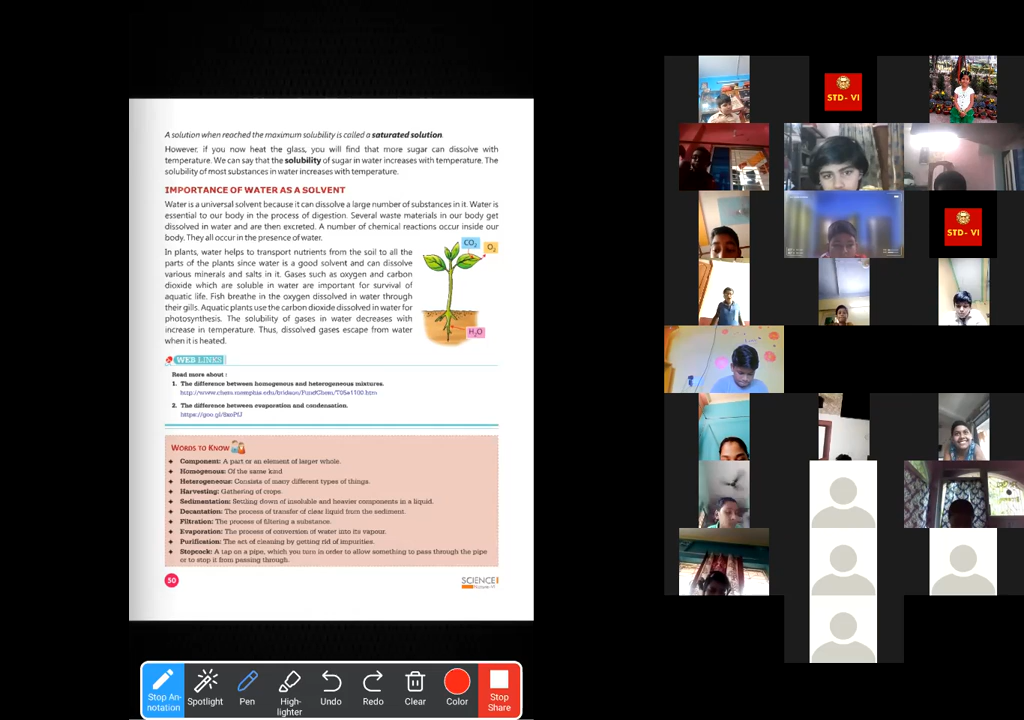 A solution when reached the maximum solubility is called a saturated solution.
However, if you now heat the glass, you will find that more sugar can dissolve with
temperature. We can say that the solubility of sugar in water increases with temperature. The
solubility of most substances in water increases with temperature.
IMPORTANCE OF WATER AS A SOLVENT
Water is a universal solvent because it can dissolve a large number of substances in it. Water is
essential to our body in the process of digestion. Several waste materials in our body get
dissolved in water and are then excreted. A number of chemical reactions occur inside our
body. They all occur in the presence of water.
In plants, water helps to transport nutrients from the soil to all the
parts of the plants since water is a good solvent and can dissolve
various minerals and salts in it. Gases such as oxygen and carbon
dioxide which are soluble in water are important for survival of
aquatic life. Fish breathe in the oxygen dissolved in water through
their gills. Aquatic plants use the carbon dioxide dissolved in water for
photosynthesis. The solubility of gases in water decreases with
increase in temperature. Thus, dissolved gases escape from water
when it is heated.
CO₂
O₂
H₂O
WEB LINKS
Read more about :
1. The difference between homogenous and heterogeneous mixtures.
2. The difference between evaporation and condensation.
WORDS TO KNOW
Component: A part or an element of larger whole.
Homogenous: Of the same kind
Heterogeneous: Consists of many different types of things.
Harvesting: Gathering of crops.
Sedimentation: Settling down of insoluble and heavier components in a liquid.
Decantation: The process of transfer of clear liquid from the sediment.
Filtration: The process of filtering a substance.
Evaporation: The process of conversion of water into its vapour.
Purification: The art of cleaning by getting rid of impurities.
Stopcock: A tap on a pipe, which you turn in order to allow something to pass through the pipe
or to stop it from passing through.
50
SCIENCE
STD- VI
STD- VI
Stop An-
notation
Spotlight
Pen
High-
lighter
Undo
Redo
Clear
Color
Stop
Share